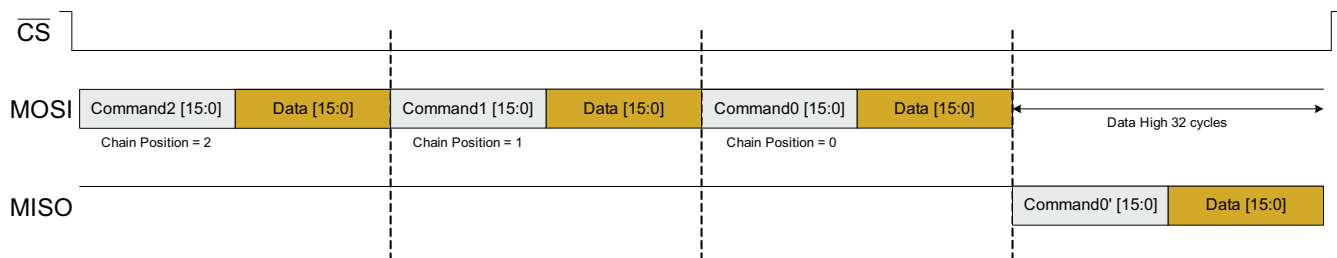 CS
MOSI
Command2 [15:0]
Data [15:0]
Command1 [15:0]
Data [15:0]
Command0 [15:0]
Data [15:0]
Data High 32 cycles
Chain Position = 2
Chain Position = 1
Chain Position = 0
MISO
Command0' [15:0]
Data [15:0]